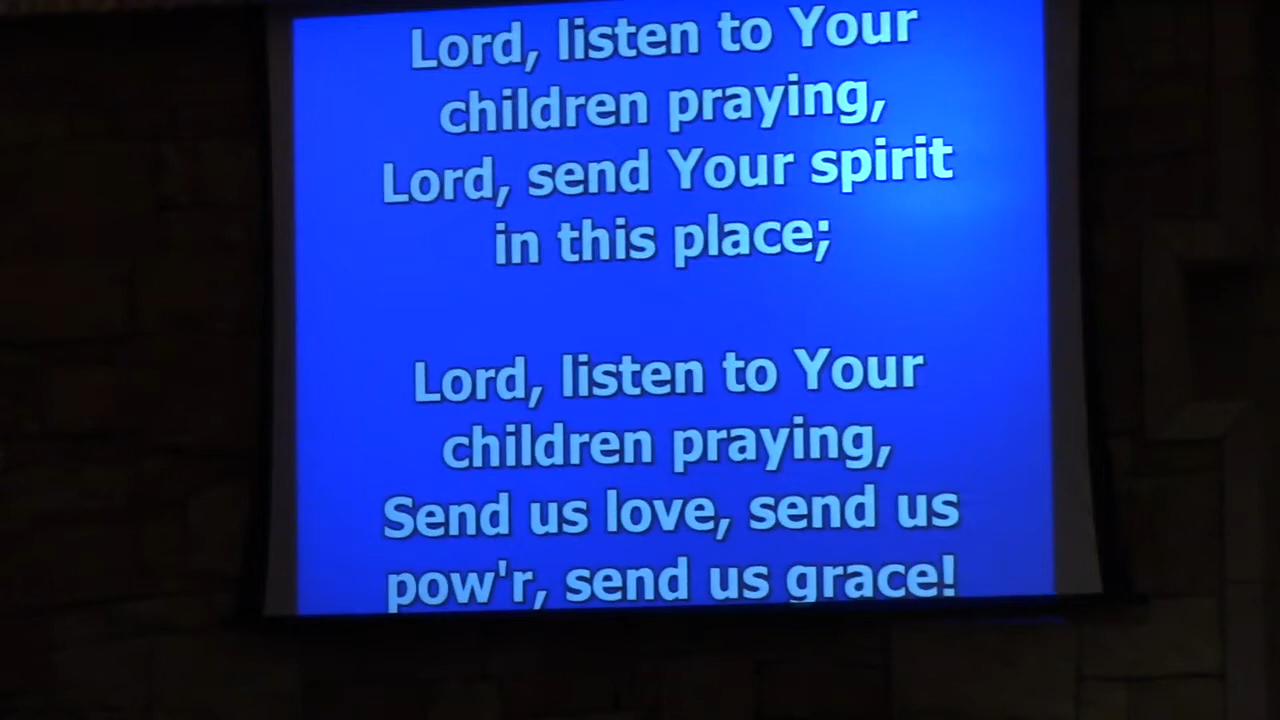 Lord, listen to Your
children praying,
Lord, send Your spirit
in this place;
Lord, listen to Your
children praying,
Send us love, send us
pow'r, send us grace!